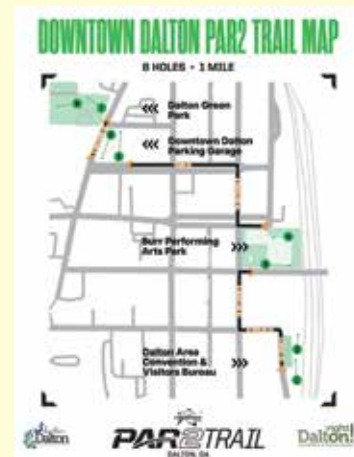 DOWNTOWN DALTON PAR2 TRAIL MAP
8 HOLES • 1 MILE
Dalton Green
Park
Downtown Dalton
Parking Garage
Burr Performing
Arts Park
Dalton Area
Convention &
Visitors Bureau
Dalton
PAR2TRAIL
DALTON, GA
Dalton!